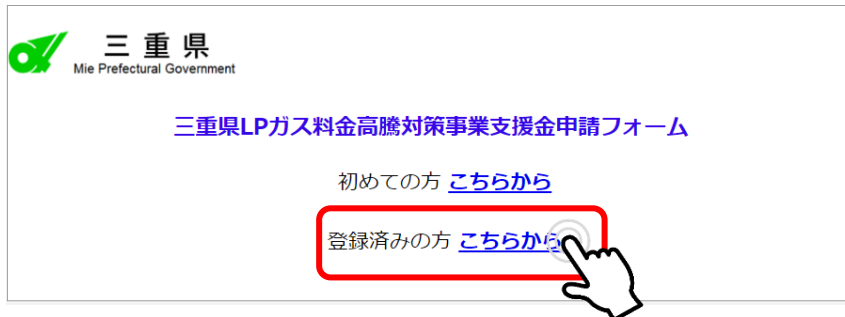 三重県
Mie Prefectural Government
三重県LPガス料金高騰対策事業支援金申請フォーム
初めての方 こちらから
登録済みの方 こちらから